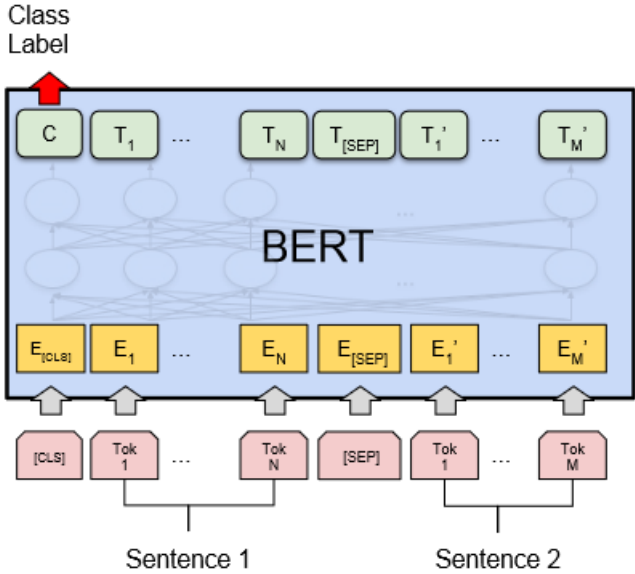 Class
Label
C T1 ... TN T[SEP] T1' ... TM'
...
BERT
...
E[CLS] E1 ... EN E[SEP] E1' ... EM'
[CLS] Tok 1 ... Tok N [SEP] Tok 1 ... Tok M
Sentence 1 Sentence 2